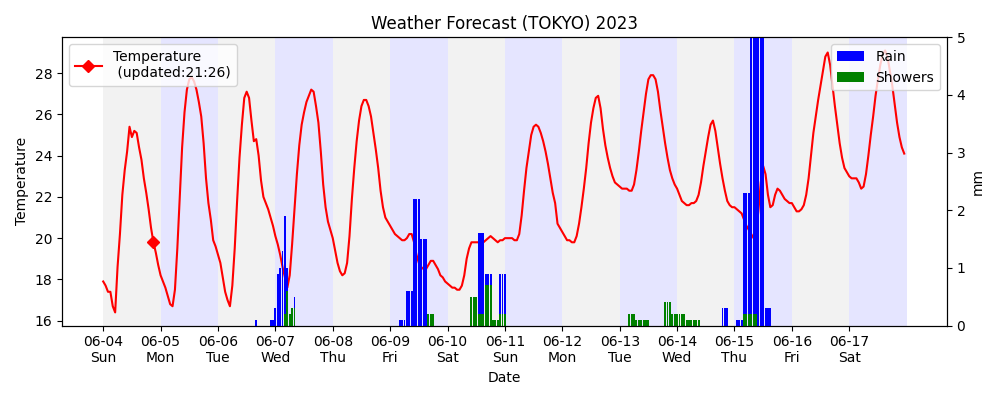 Weather Forecast (TOKYO) 2023
Temperature
(updated:21:26)
Rain
Showers
Temperature
28
26
24
22
20
18
16
5
4
3
2
1
0
mm
06-04 06-05 06-06 06-07 06-08 06-09 06-10 06-11 06-12 06-13 06-14 06-15 06-16 06-17
Sun Mon Tue Wed Thu Fri Sat Sun Mon Tue Wed Thu Fri Sat
Date